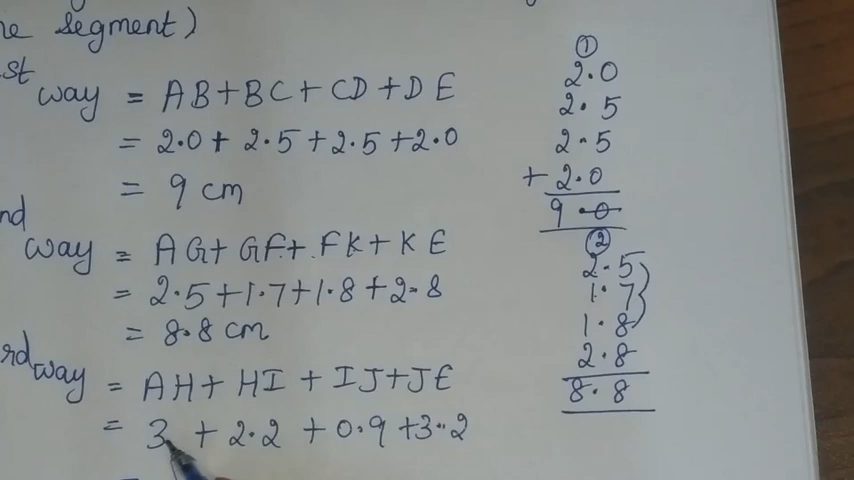 ne segment)
st way = AB+BC+CD+DE
= 2.0+2.5+2.5+2.0
= 9 cm
nd way = AG+GF+FK+KE
= 2.5+1.7+1.8+2.8
= 8.8 cm
rd way = AH+HI+IJ+JE
= 3 + 2.2 + 0.9 + 3.2
①
2.0
2.5
2.5
+ 2.0
9.0
②
2.5
1.7
1.8
2.8
8.8